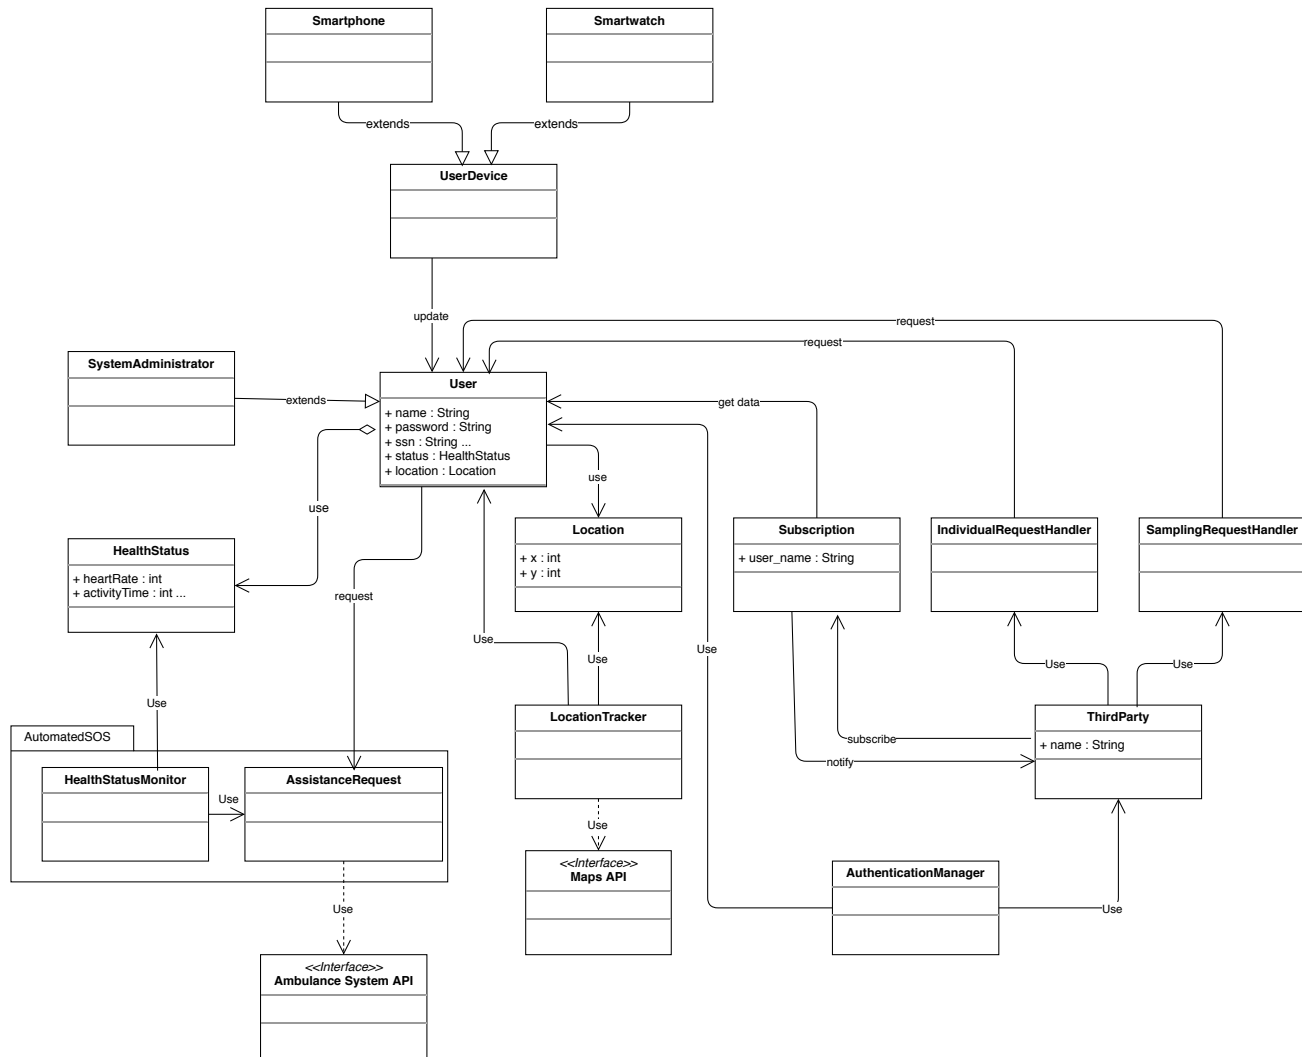 Smartphone
Smartwatch
extends
extends
UserDevice
update
request
request
SystemAdministrator
extends
User
+ name : String
+ password : String
+ ssn : String ...
+ status : HealthStatus
+ location : Location
get data
use
use
HealthStatus
+ heartRate : int
+ activityTime : int ...
Location
+ x : int
+ y : int
Subscription
+ user_name : String
IndividualRequestHandler
SamplingRequestHandler
request
Use
Use
Use
Use
Use
Use
AutomatedSOS
HealthStatusMonitor
Use
AssistanceRequest
LocationTracker
ThirdParty
+ name : String
subscribe
notify
Use
<<Interface>>
Maps API
AuthenticationManager
Use
Use
<<Interface>>
Ambulance System API